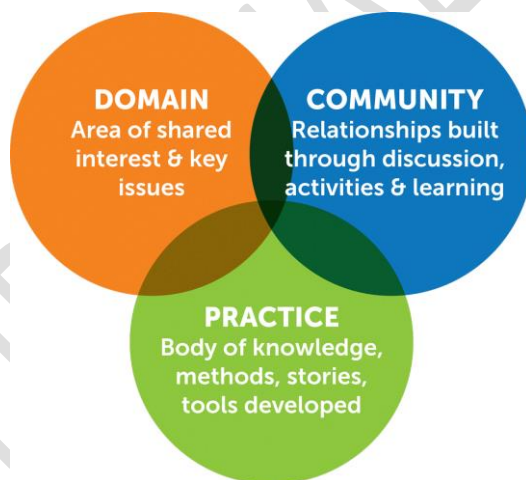 DOMAIN
Area of shared
interest & key
issues
COMMUNITY
Relationships built
through discussion,
activities & learning
PRACTICE
Body of knowledge,
methods, stories,
tools developed